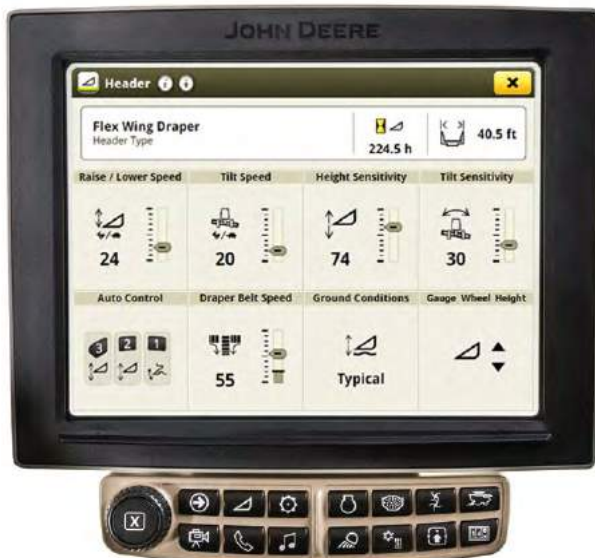 JOHN DEERE
Header
Flex Wing Draper
Header Type
224.5 h
40.5 ft
Raise / Lower Speed
Tilt Speed
Height Sensitivity
Tilt Sensitivity
24
20
74
30
Auto Control
Draper Belt Speed
Ground Conditions
Gauge Wheel Height
3 2 1
55
Typical
X